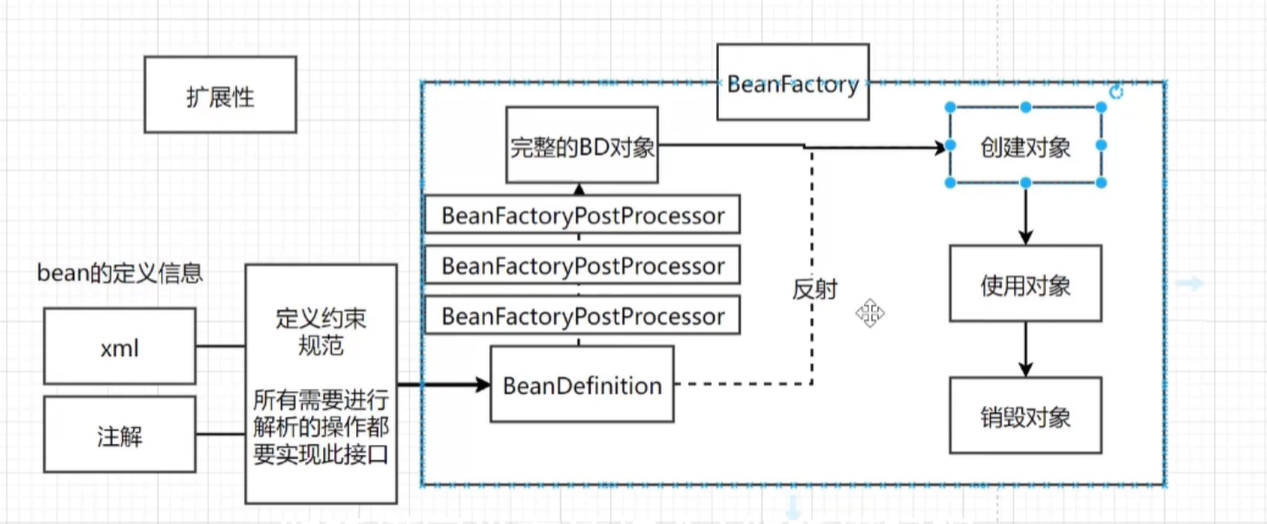 扩展性
BeanFactory
完整的BD对象
创建对象
BeanFactoryPostProcessor
BeanFactoryPostProcessor
BeanFactoryPostProcessor
bean的定义信息
xml
注解
定义约束
规范
所有需要进行
解析的操作都
要实现此接口
BeanDefinition
反射
使用对象
销毁对象